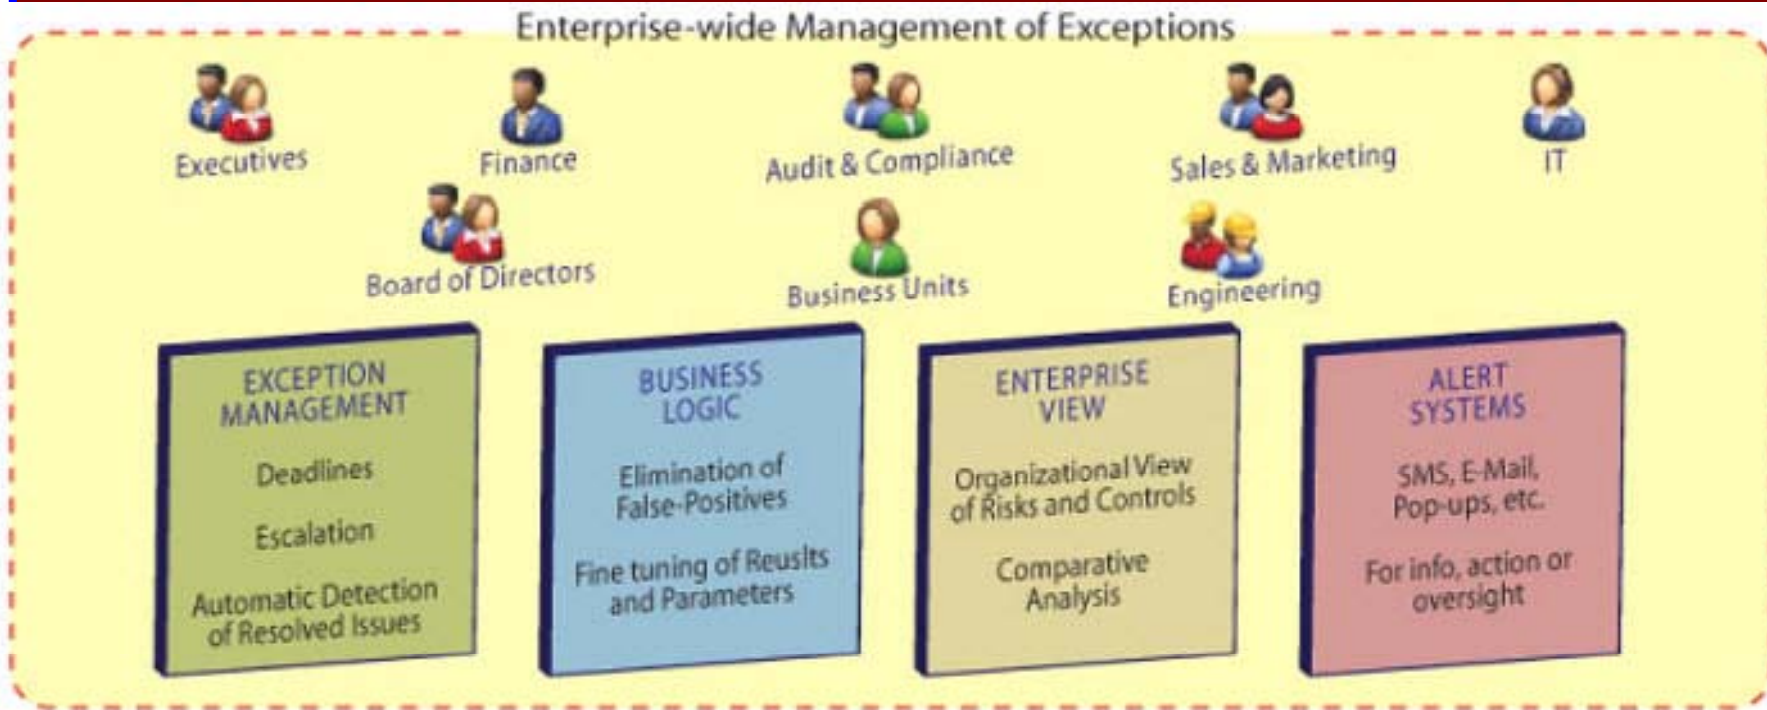 Enterprise-wide Management of Exceptions
Executives
Finance
Audit & Compliance
Sales & Marketing
IT
Board of Directors
Business Units
Engineering
EXCEPTION
MANAGEMENT
Deadlines
Escalation
Automatic Detection
of Resolved Issues
BUSINESS
LOGIC
Elimination of
False-Positives
Fine tuning of Reuslts
and Parameters
ENTERPRISE
VIEW
Organizational View
of Risks and Controls
Comparative
Analysis
ALERT
SYSTEMS
SMS, E-Mail,
Pop-ups, etc.
For info, action or
oversight